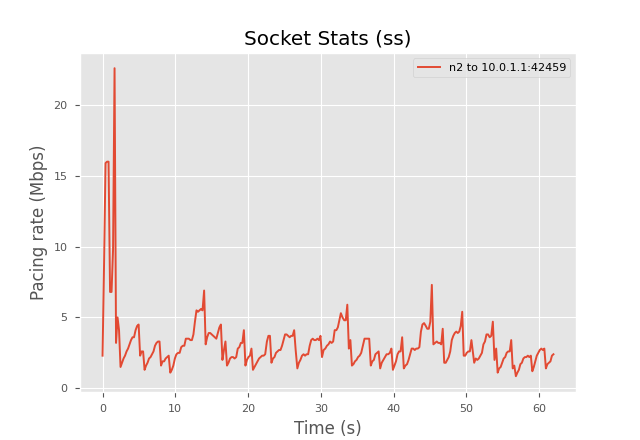 Socket Stats (ss)
n2 to 10.0.1.1:42459
Pacing rate (Mbps)
20
15
10
5
0
0 10 20 30 40 50 60
Time (s)